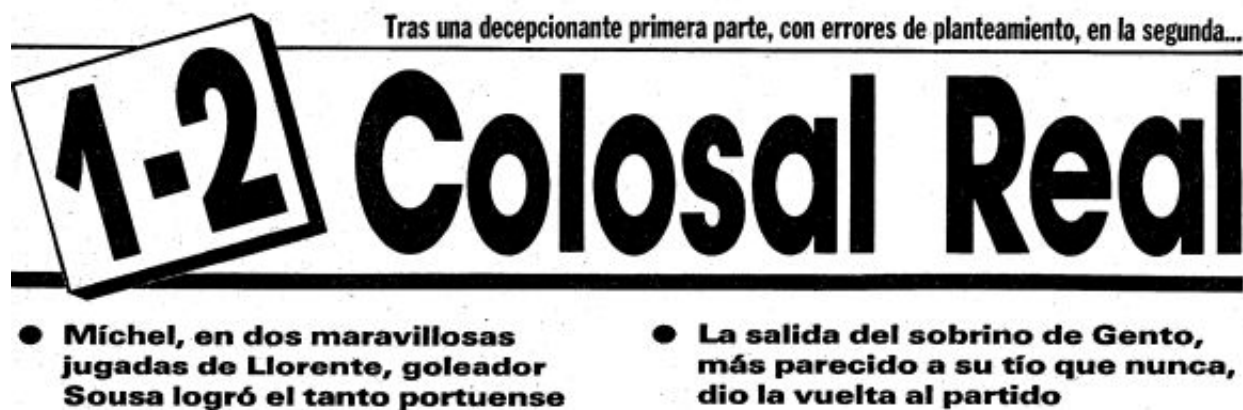 Tras una decepcionante primera parte, con errores de planteamiento, en la segunda...
1-2 Colosal Real
● Míchel, en dos maravillosas
jugadas de Llorente, goleador
Sousa logró el tanto portuense
● La salida del sobrino de Gento,
más parecido a su tío que nunca,
dio la vuelta al partido